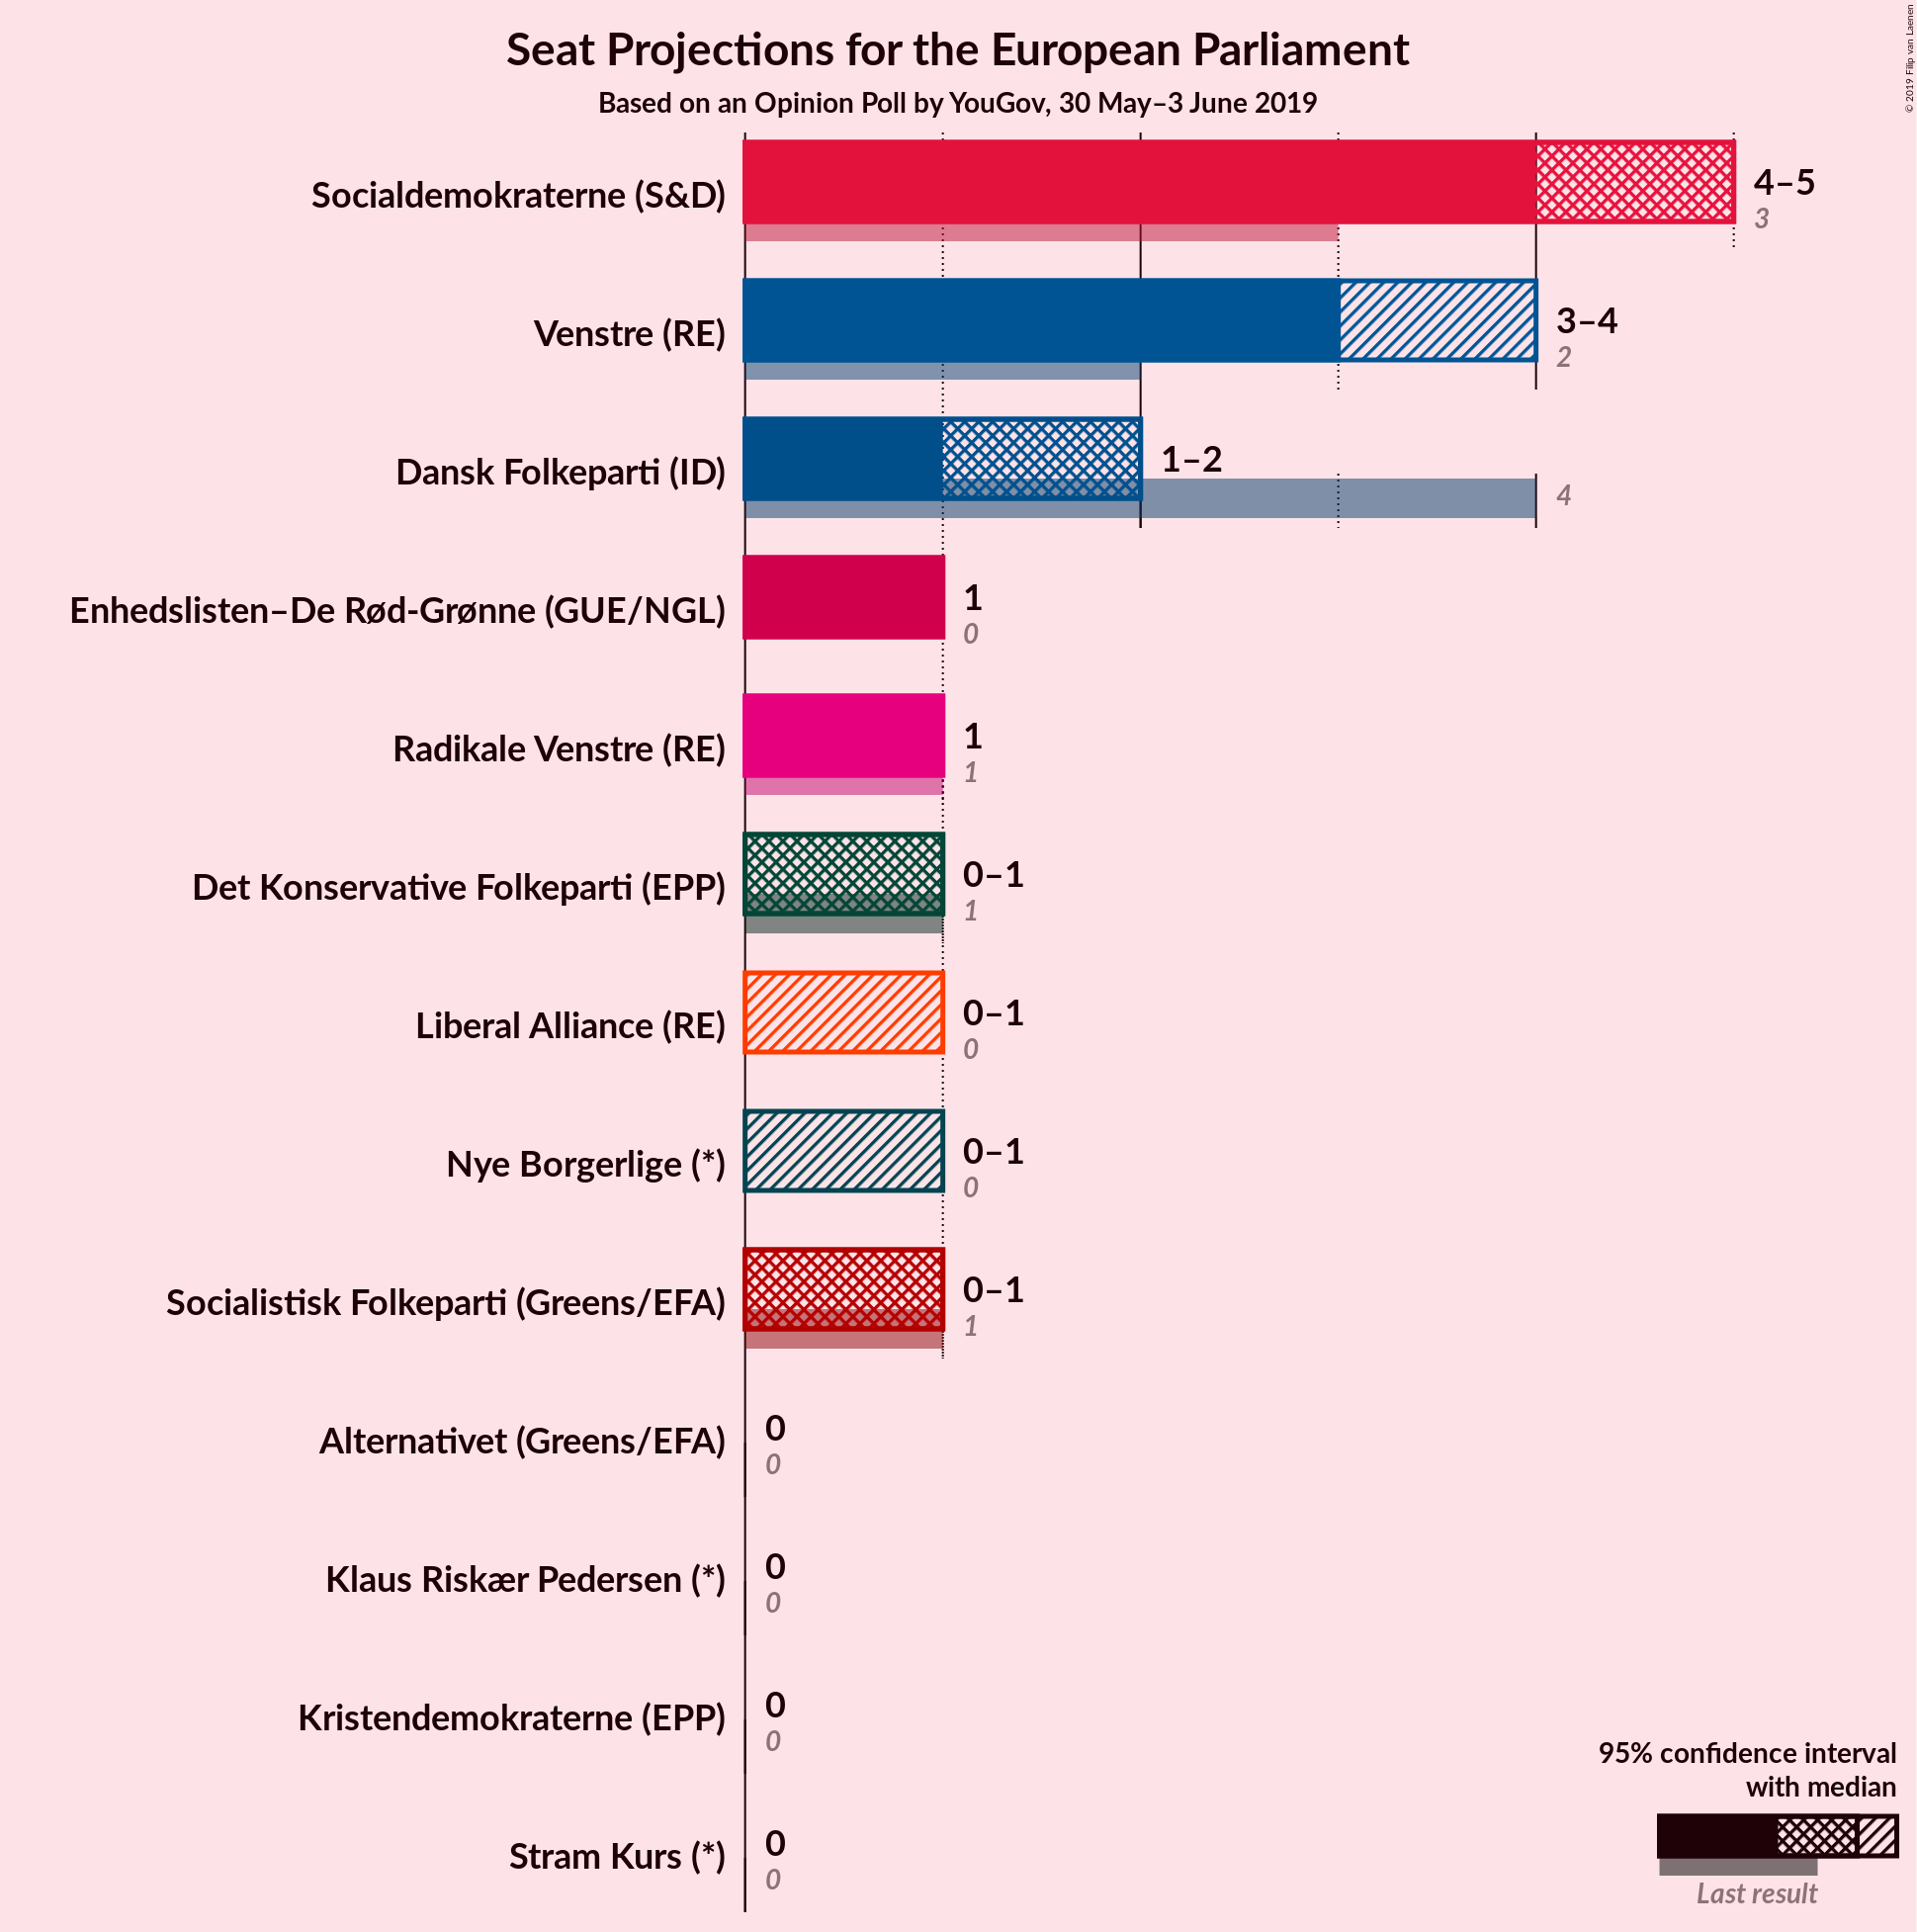 Seat Projections for the European Parliament
Based on an Opinion Poll by YouGov, 30 May–3 June 2019
© 2019 Filip van Laenen
Socialdemokraterne (S&D)
4–5
3
Venstre (RE)
3–4
2
Dansk Folkeparti (ID)
1–2
4
Enhedslisten–De Rød-Grønne (GUE/NGL)
1
0
Radikale Venstre (RE)
1
1
Det Konservative Folkeparti (EPP)
0–1
1
Liberal Alliance (RE)
0–1
0
Nye Borgerlige (*)
0–1
0
Socialistisk Folkeparti (Greens/EFA)
0–1
1
Alternativet (Greens/EFA)
0
0
Klaus Riskær Pedersen (*)
0
0
Kristendemokraterne (EPP)
0
0
Stram Kurs (*)
0
0
95% confidence interval
with median
Last result